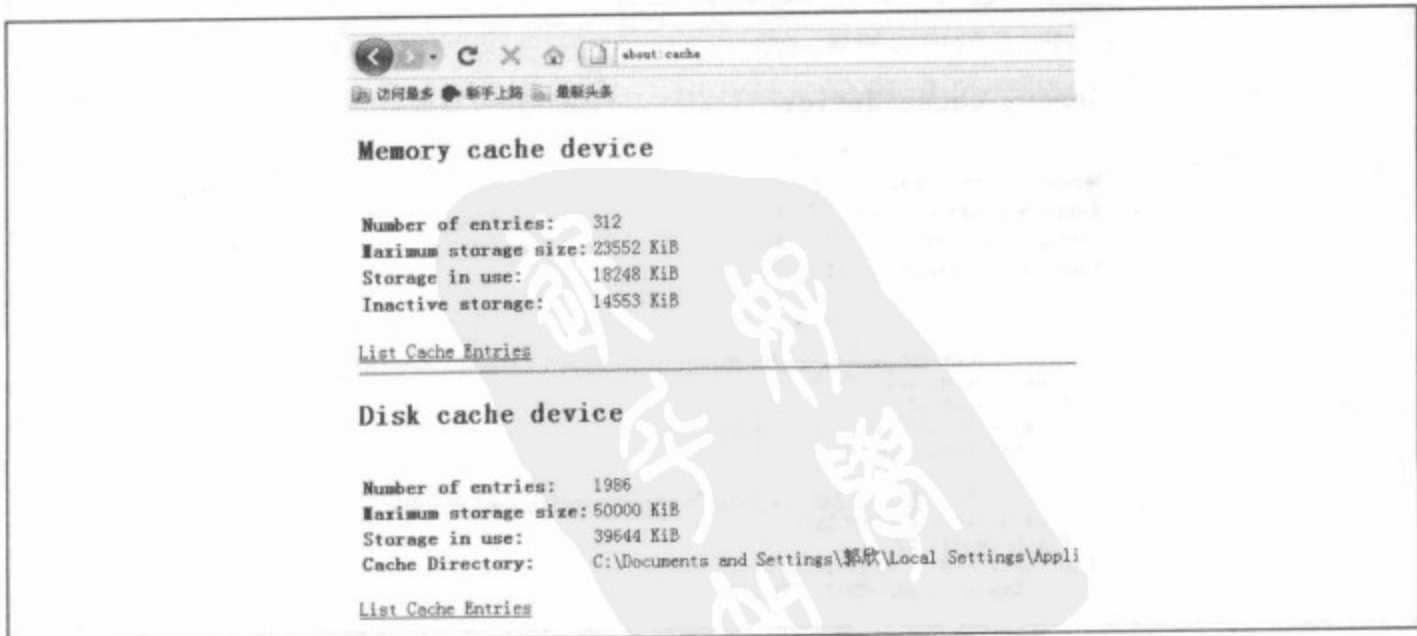 about:cache
访问最多 新手上路 最新头条
Memory cache device
Number of entries: 312
Maximum storage size: 23552 KiB
Storage in use: 18248 KiB
Inactive storage: 14553 KiB
List Cache Entries
Disk cache device
Number of entries: 1986
Maximum storage size: 50000 KiB
Storage in use: 39644 KiB
Cache Directory: C:\Documents and Settings\郭欣\Local Settings\Appli
List Cache Entries